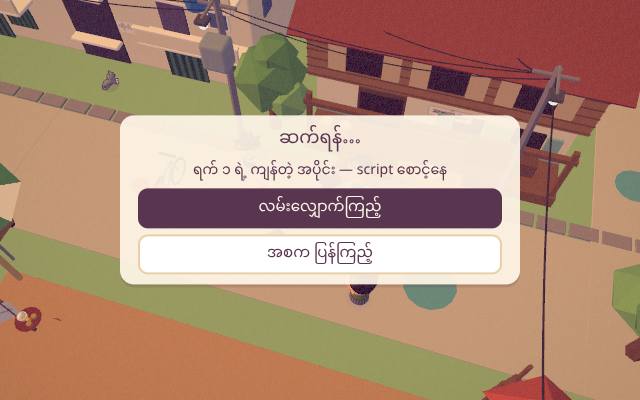 ဆက်ရန်…
ရက် ၁ ရဲ့ ကျန်တဲ့ အပိုင်း — script စောင့်နေ
လမ်းလျှောက်ကြည့်
အစက ပြန်ကြည့်